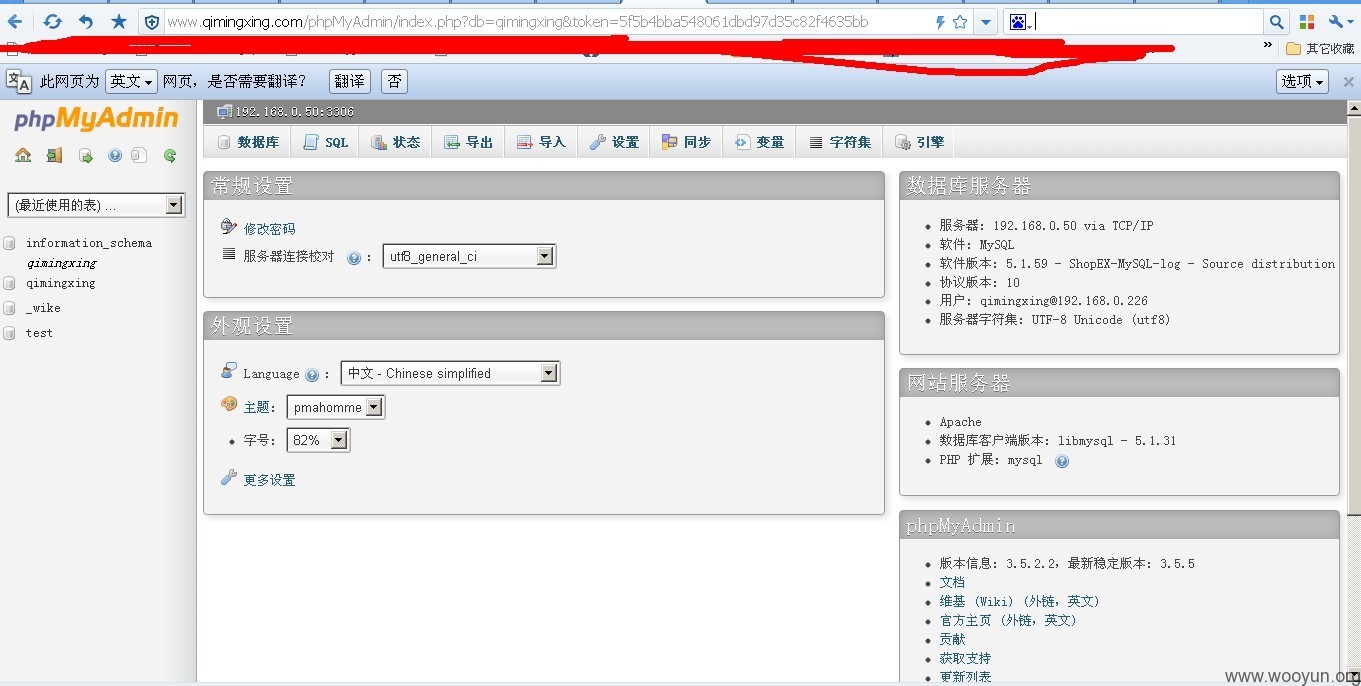 www.qimingxing.com/phpMyAdmin/index.php?db=qimingxing&token=5f5b4bba548061dbd97d35c82f4635bb
» 其它收藏
此网页为 英文 网页，是否需要翻译？ 翻译 否 选项
phpMyAdmin
192.168.0.50:3306
数据库 SQL 状态 导出 导入 设置 同步 变量 字符集 引擎
(最近使用的表) ...
information_schema
qimingxing
qimingxing
_wike
test
常规设置
修改密码
服务器连接校对 : utf8_general_ci
外观设置
Language : 中文 - Chinese simplified
主题: pmahomme
字号: 82%
更多设置
数据库服务器
服务器: 192.168.0.50 via TCP/IP
软件: MySQL
软件版本: 5.1.59 - ShopEX-MySQL-log - Source distribution
协议版本: 10
用户: qimingxing@192.168.0.226
服务器字符集: UTF-8 Unicode (utf8)
网站服务器
Apache
数据库客户端版本: libmysql - 5.1.31
PHP 扩展: mysql
phpMyAdmin
版本信息: 3.5.2.2, 最新稳定版本: 3.5.5
文档
维基 (Wiki) (外链，英文)
官方主页 (外链，英文)
贡献
获取支持
更新列表
www.wooyun.org